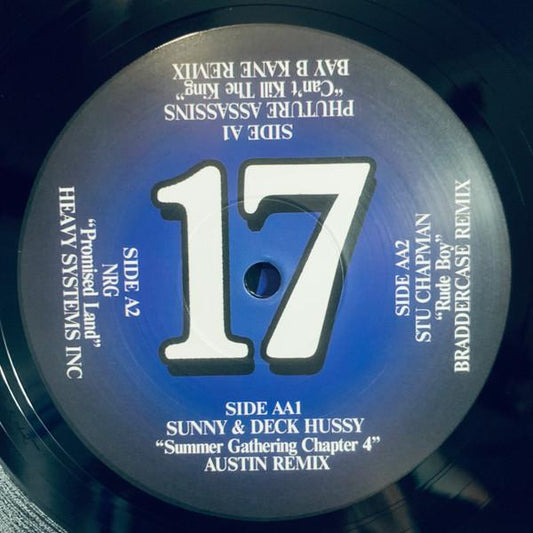 SIDE A1
PHUTURE ASSASSINS
“Can’t Kill The King”
BAY B KANE REMIX
SIDE A2
NRG
“Promised Land”
HEAVY SYSTEMS INC
17
SIDE AA1
SUNNY & DECK HUSSY
“Summer Gathering Chapter 4”
AUSTIN REMIX
SIDE AA2
STU CHAPMAN
“Rude Boy”
BRADDERCASE REMIX